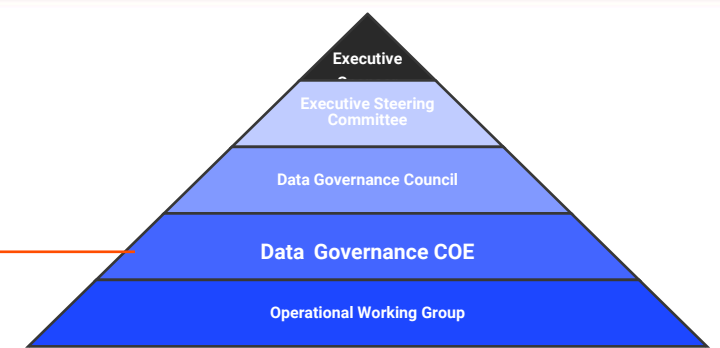 Executive
Executive Steering
Committee
Data Governance Council
Data Governance COE
Operational Working Group